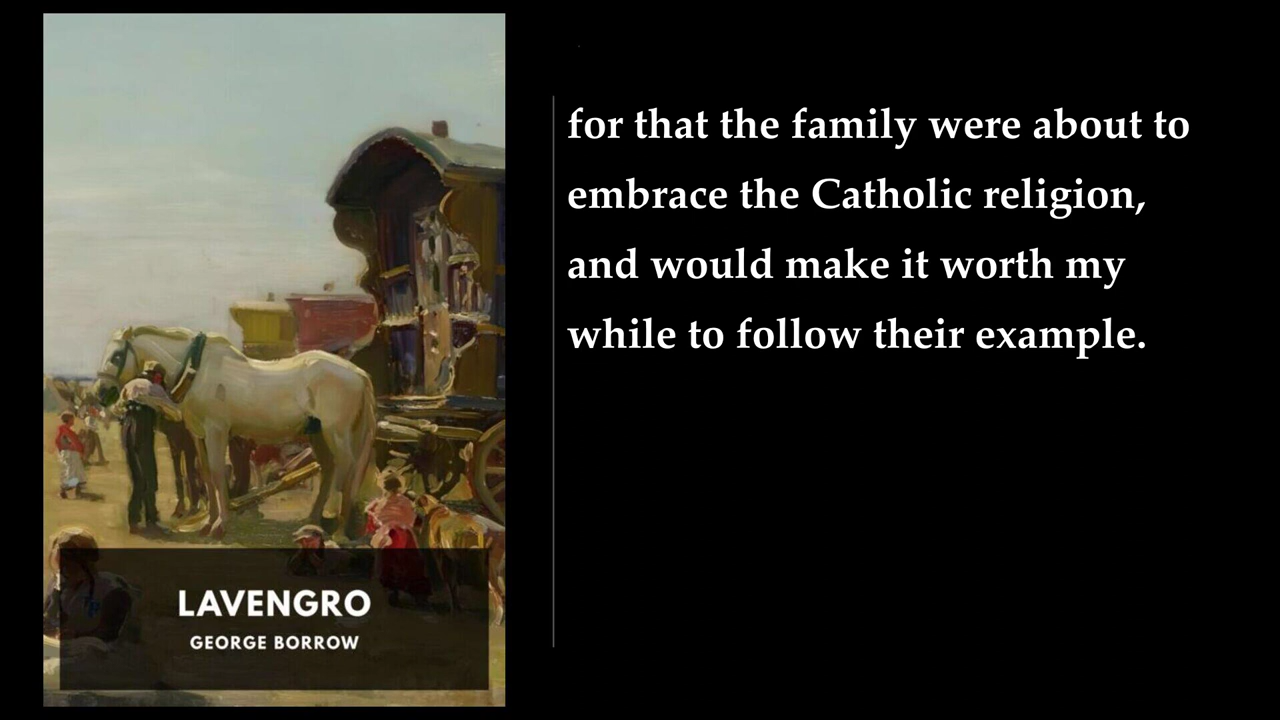 for that the family were about to
embrace the Catholic religion,
and would make it worth my
while to follow their example.
LAVENGRO
GEORGE BORROW